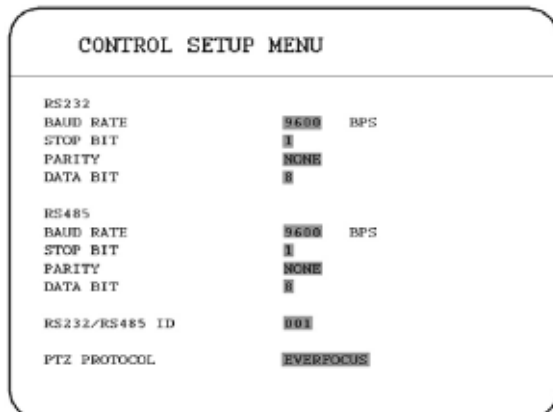 CONTROL SETUP MENU
RS232
BAUD RATE 9600 BPS
STOP BIT 1
PARITY NONE
DATA BIT 8
RS485
BAUD RATE 9600 BPS
STOP BIT 1
PARITY NONE
DATA BIT 8
RS232/RS485 ID 001
PTZ PROTOCOL EVERFOCUS